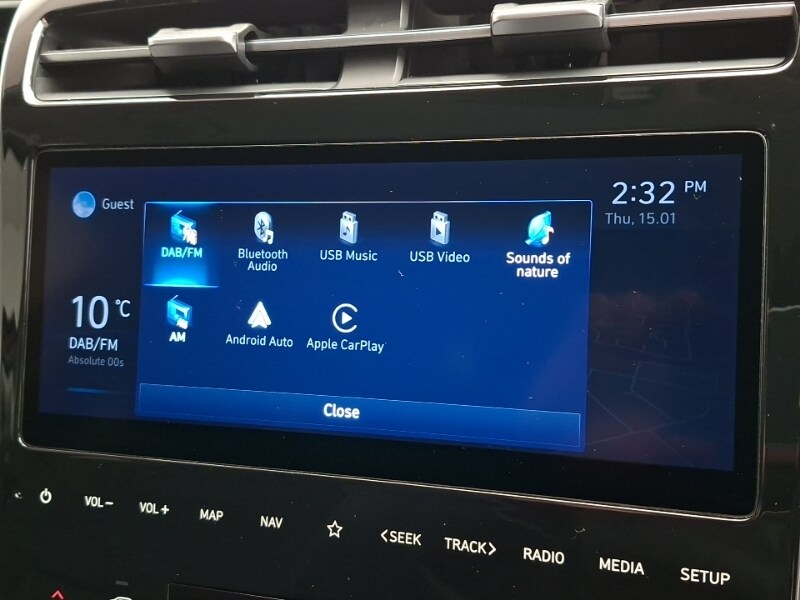 Guest
2:32 PM
Thu, 15.01
DAB/FM
Bluetooth
Audio
USB Music
USB Video
Sounds of
nature
10 °C
DAB/FM
Absolute 00s
AM
Android Auto
Apple CarPlay
Close
VOL−
VOL+
MAP
NAV
<SEEK
TRACK>
RADIO
MEDIA
SETUP